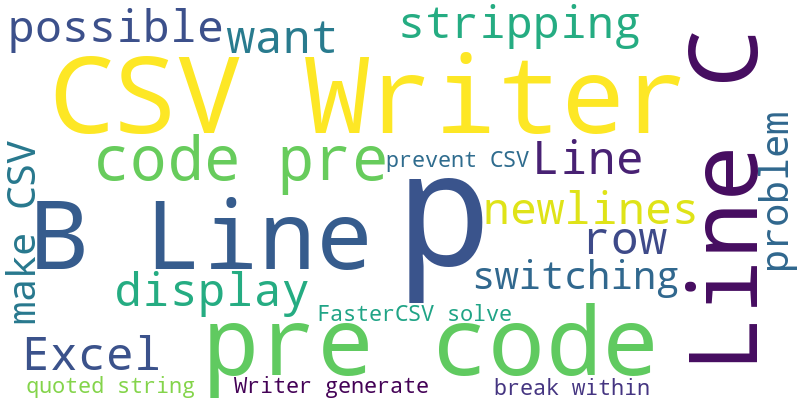 possible
want
stripping
CSV Writer
Line C
code pre
prevent CSV
Line
problem
make CSV
B Line
p
newlines
row
switching
display
FasterCSV solve
pre code
Excel
quoted string
Writer generate
break within